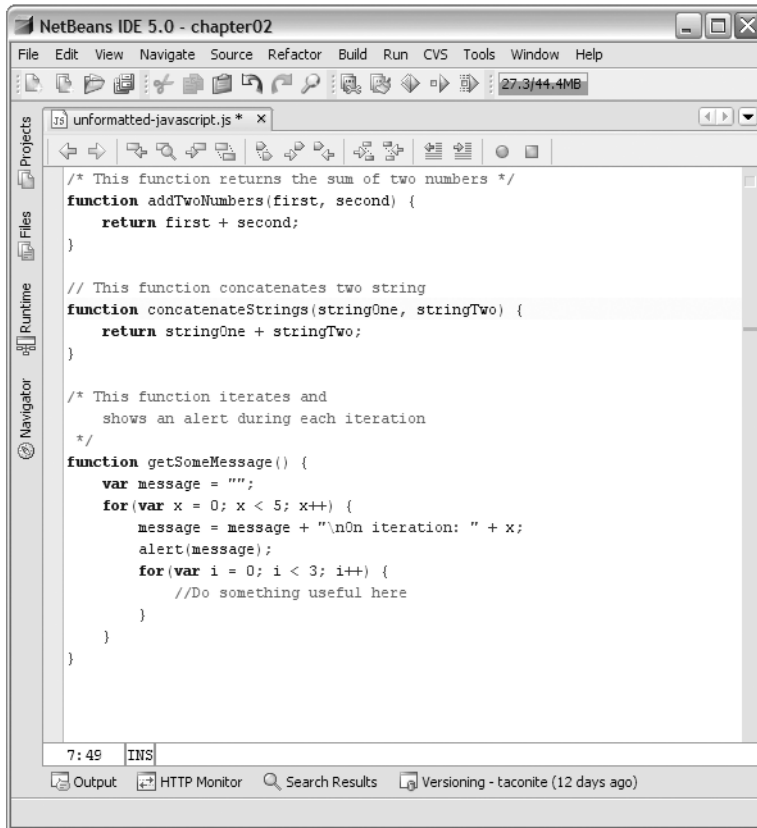 NetBeans IDE 5.0 - chapter02
File Edit View Navigate Source Refactor Build Run CVS Tools Window Help
27.3/44.4MB
Projects
Files
Runtime
Navigator
JS unformatted-javascript.js * ×
/* This function returns the sum of two numbers */
function addTwoNumbers(first, second) {
    return first + second;
}
// This function concatenates two string
function concatenateStrings(stringOne, stringTwo) {
    return stringOne + stringTwo;
}
/* This function iterates and
    shows an alert during each iteration
 */
function getSomeMessage() {
    var message = "";
    for(var x = 0; x < 5; x++) {
        message = message + "\nOn iteration: " + x;
        alert(message);
        for(var i = 0; i < 3; i++) {
            //Do something useful here
        }
    }
}
7:49 INS
Output HTTP Monitor Search Results Versioning - taconite (12 days ago)